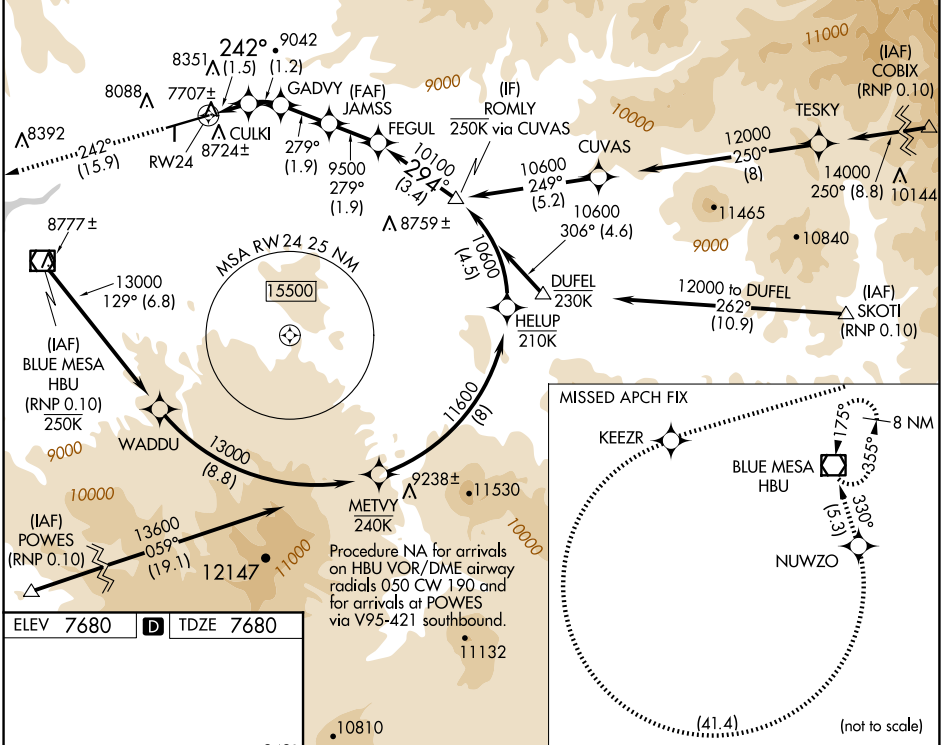 11000
(IAF)
COBIX
(RNP 0.10)
242°
(1.5)
9042
(1.2)
8351
8088
7707±
GADVY
(FAF)
JAMSS
9000
(IF)
ROMLY
250K via CUVAS
10000
TESKY
8392
CULKI
FEGUL
CUVAS
12000
250°
(8)
RW24
8724±
279°
(1.9)
9500
279°
(1.9)
10100
294°
(3.4)
10600
249°
(5.2)
14000
250° (8.8)
10144
242°
(15.9)
8759±
10600
306° (4.6)
11465
9000
10840
8777±
MSA RW24 25 NM
15500
10600
(4.5)
13000
129° (6.8)
DUFEL
230K
12000 to DUFEL
262°
(10.9)
(IAF)
SKOTI
(RNP 0.10)
HELUP
210K
(IAF)
BLUE MESA
HBU
(RNP 0.10)
250K
11600
(8)
WADDU
9000
13000
(8.8)
METVY
240K
9238±
11530
10000
10000
(IAF)
POWES
(RNP 0.10)
13600
059°
(19.1)
12147
11000
Procedure NA for arrivals
on HBU VOR/DME airway
radials 050 CW 190 and
for arrivals at POWES
via V95-421 southbound.
11132
10810
MISSED APCH FIX
KEEZR
175°
8 NM
355°
BLUE MESA
HBU
330°
(5.3)
NUWZO
(41.4)
(not to scale)
ELEV 7680
D
TDZE 7680